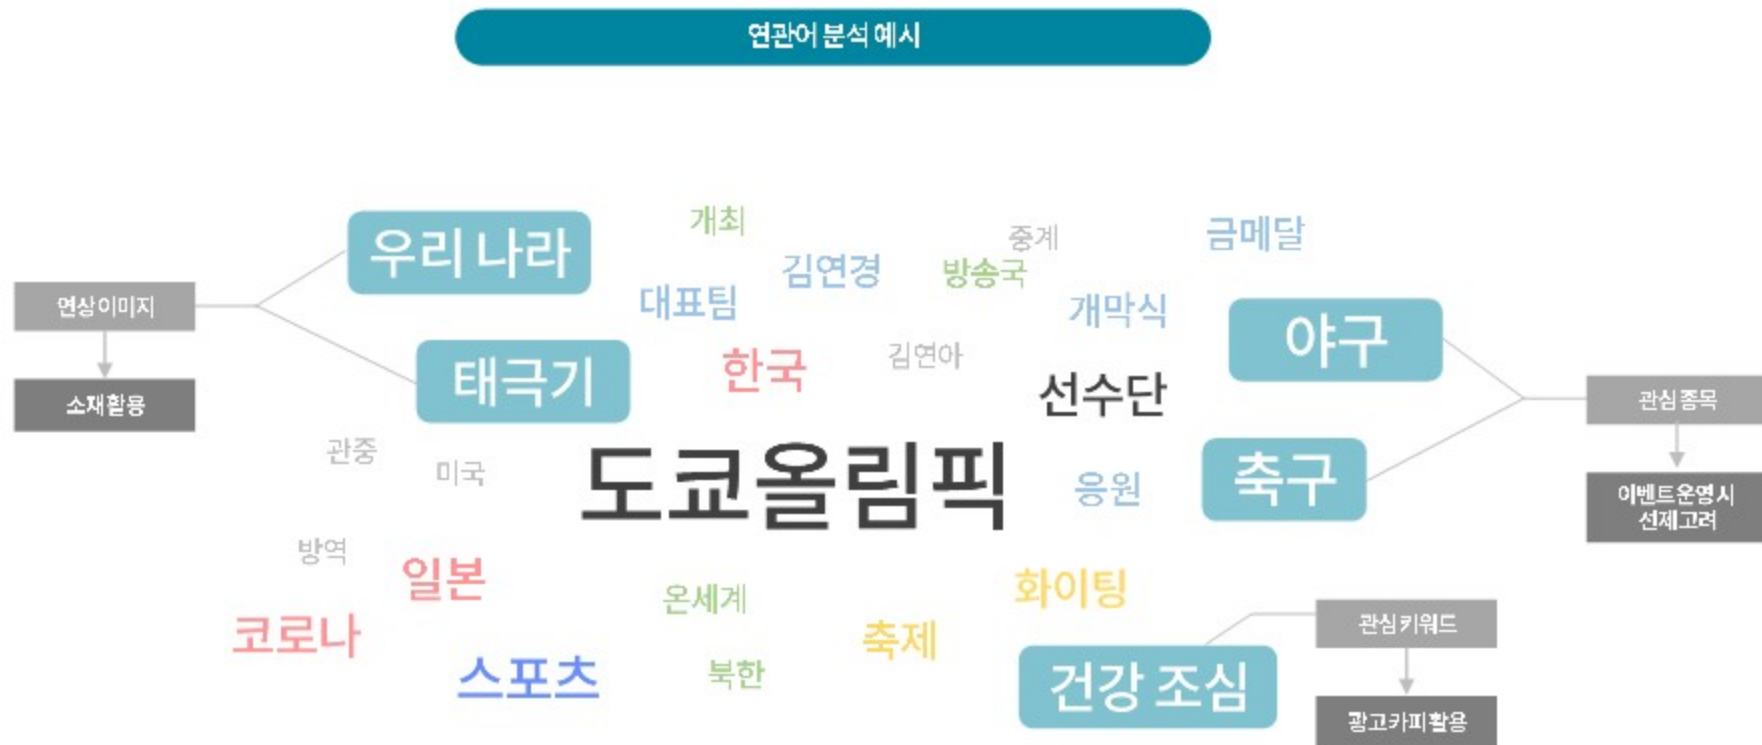 연관어 분석 예시
개최
중계
금메달
우리 나라
김연경
방송국
대표팀
개막식
연상이미지
야구
한국
김연아
태극기
선수단
소재활용
관심종목
관중
미국
도쿄올림픽
응원
축구
이벤트운영시
선제고려
방역
일본
온세계
화이팅
코로나
축제
관심키워드
스포츠
북한
건강 조심
광고카피활용